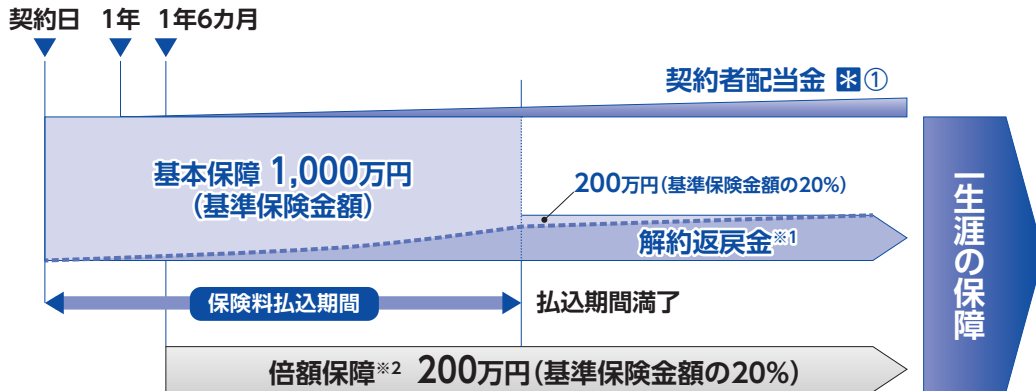 契約日 1年 1年6カ月
契約者配当金 *①
基本保障 1,000万円
(基準保険金額)
200万円(基準保険金額の20%)
解約返戻金※1
保険料払込期間
払込期間満了
倍額保障※2 200万円(基準保険金額の20%)
一生涯の保障